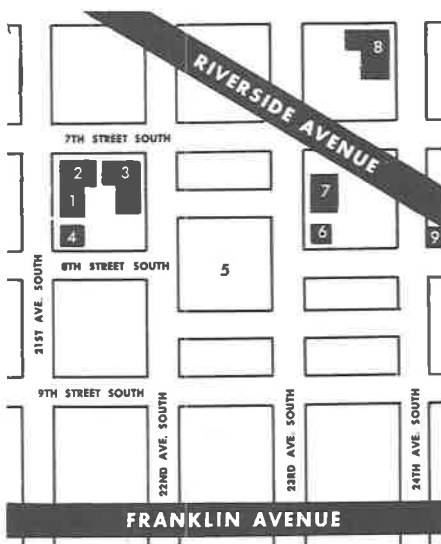 8
RIVERSIDE AVENUE
7TH STREET SOUTH
2 3
1
7
4
6
9
8TH STREET SOUTH
5
21ST AVE. SOUTH
9TH STREET SOUTH
22ND AVE. SOUTH
23RD AVE. SOUTH
24TH AVE. SOUTH
FRANKLIN AVENUE